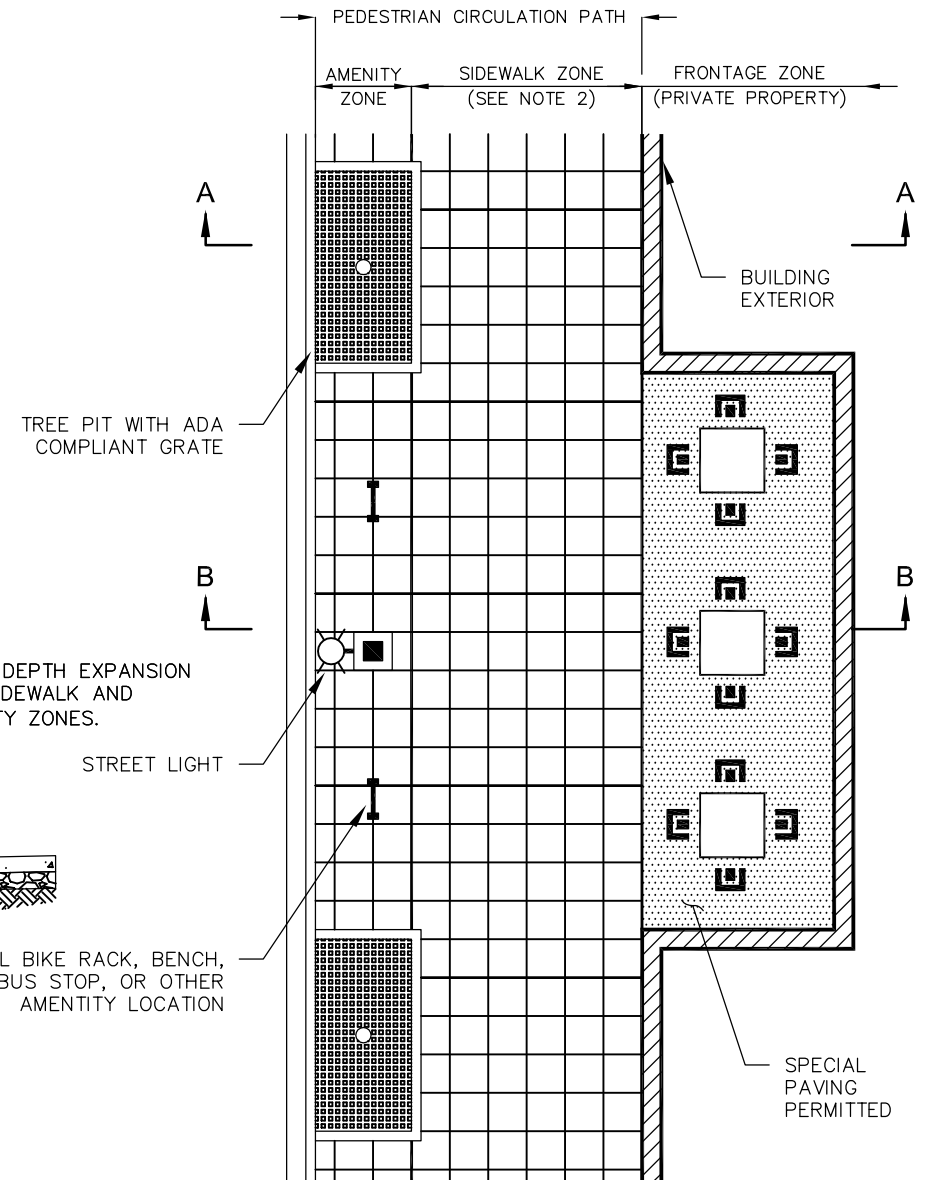 PEDESTRIAN CIRCULATION PATH
AMENITY
ZONE
SIDEWALK ZONE
(SEE NOTE 2)
FRONTAGE ZONE
(PRIVATE PROPERTY)
A
A
BUILDING
EXTERIOR
TREE PIT WITH ADA
COMPLIANT GRATE
B
B
DEPTH EXPANSION
DEWALK AND
TY ZONES.
STREET LIGHT
L BIKE RACK, BENCH,
BUS STOP, OR OTHER
AMENTITY LOCATION
SPECIAL
PAVING
PERMITTED